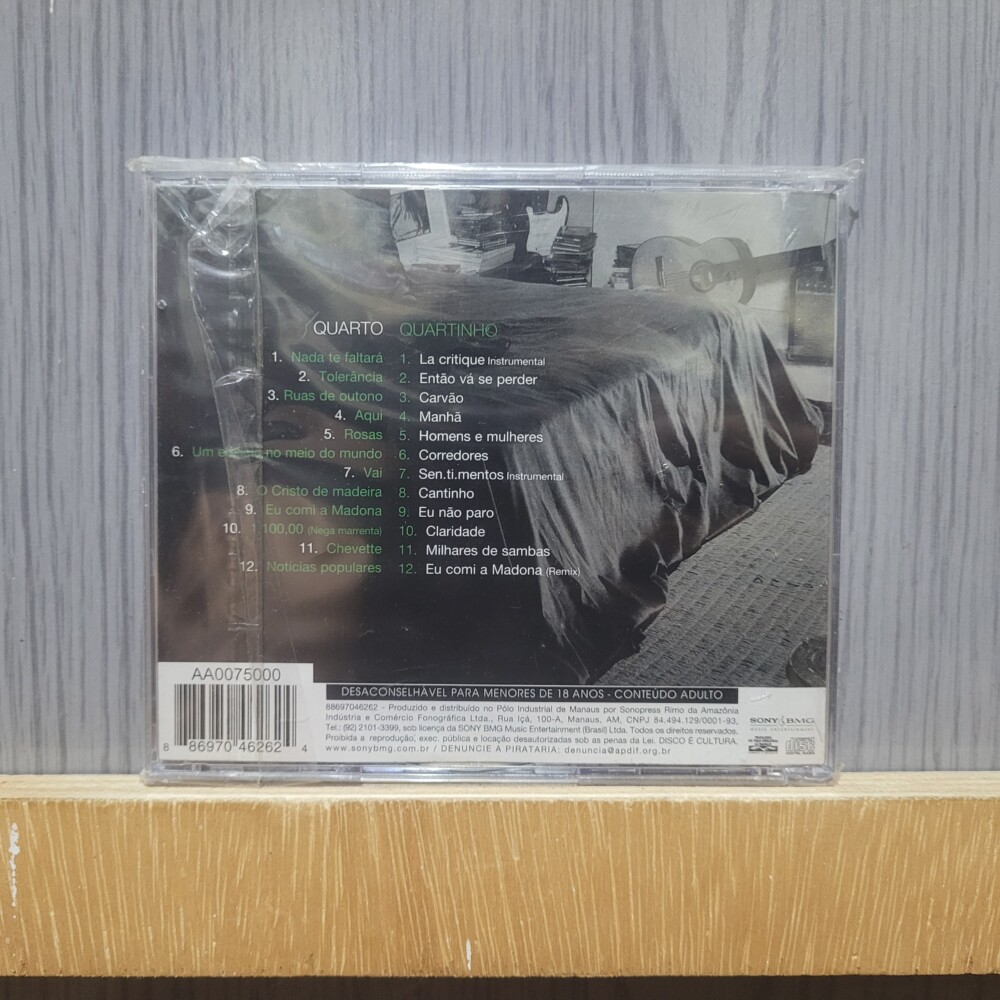 QUARTO
1. Nada te faltará
2. Tolerância
3. Ruas de outono
4. Aqui
5. Rosas
6. Um no meio do mundo
7. Vai
8. O Cristo de madeira
9. Eu comi a Madona
10. 1.100,00 (Nega marrenta)
11. Chevette
12. Notícias populares
QUARTINHO
1. La critique Instrumental
2. Então vá se perder
3. Carvão
4. Manhã
5. Homens e mulheres
6. Corredores
7. Sen.ti.mentos Instrumental
8. Cantinho
9. Eu não paro
10. Claridade
11. Milhares de sambas
12. Eu comi a Madona (Remix)
AA0075000
8 86970 46262 4
DESACONSELHÁVEL PARA MENORES DE 18 ANOS - CONTEÚDO ADULTO
88697046262 - Produzido e distribuído no Pólo Industrial de Manaus por Sonopress Rimo da Amazônia
Indústria e Comércio Fonográfica Ltda., Rua Içá, 100-A, Manaus, AM, CNPJ 84.494.129/0001-93,
Tel.: (92) 2101-3399, sob licença da SONY BMG Music Entertainment (Brasil) Ltda. Todos os direitos reservados.
Proibida a reprodução, exec. pública e locação desautorizadas sob as penas da Lei. DISCO É CULTURA.
www.sonybmg.com.br / DENUNCIE A PIRATARIA: denuncia@apdif.org.br
SONY BMG
MUSIC ENTERTAINMENT